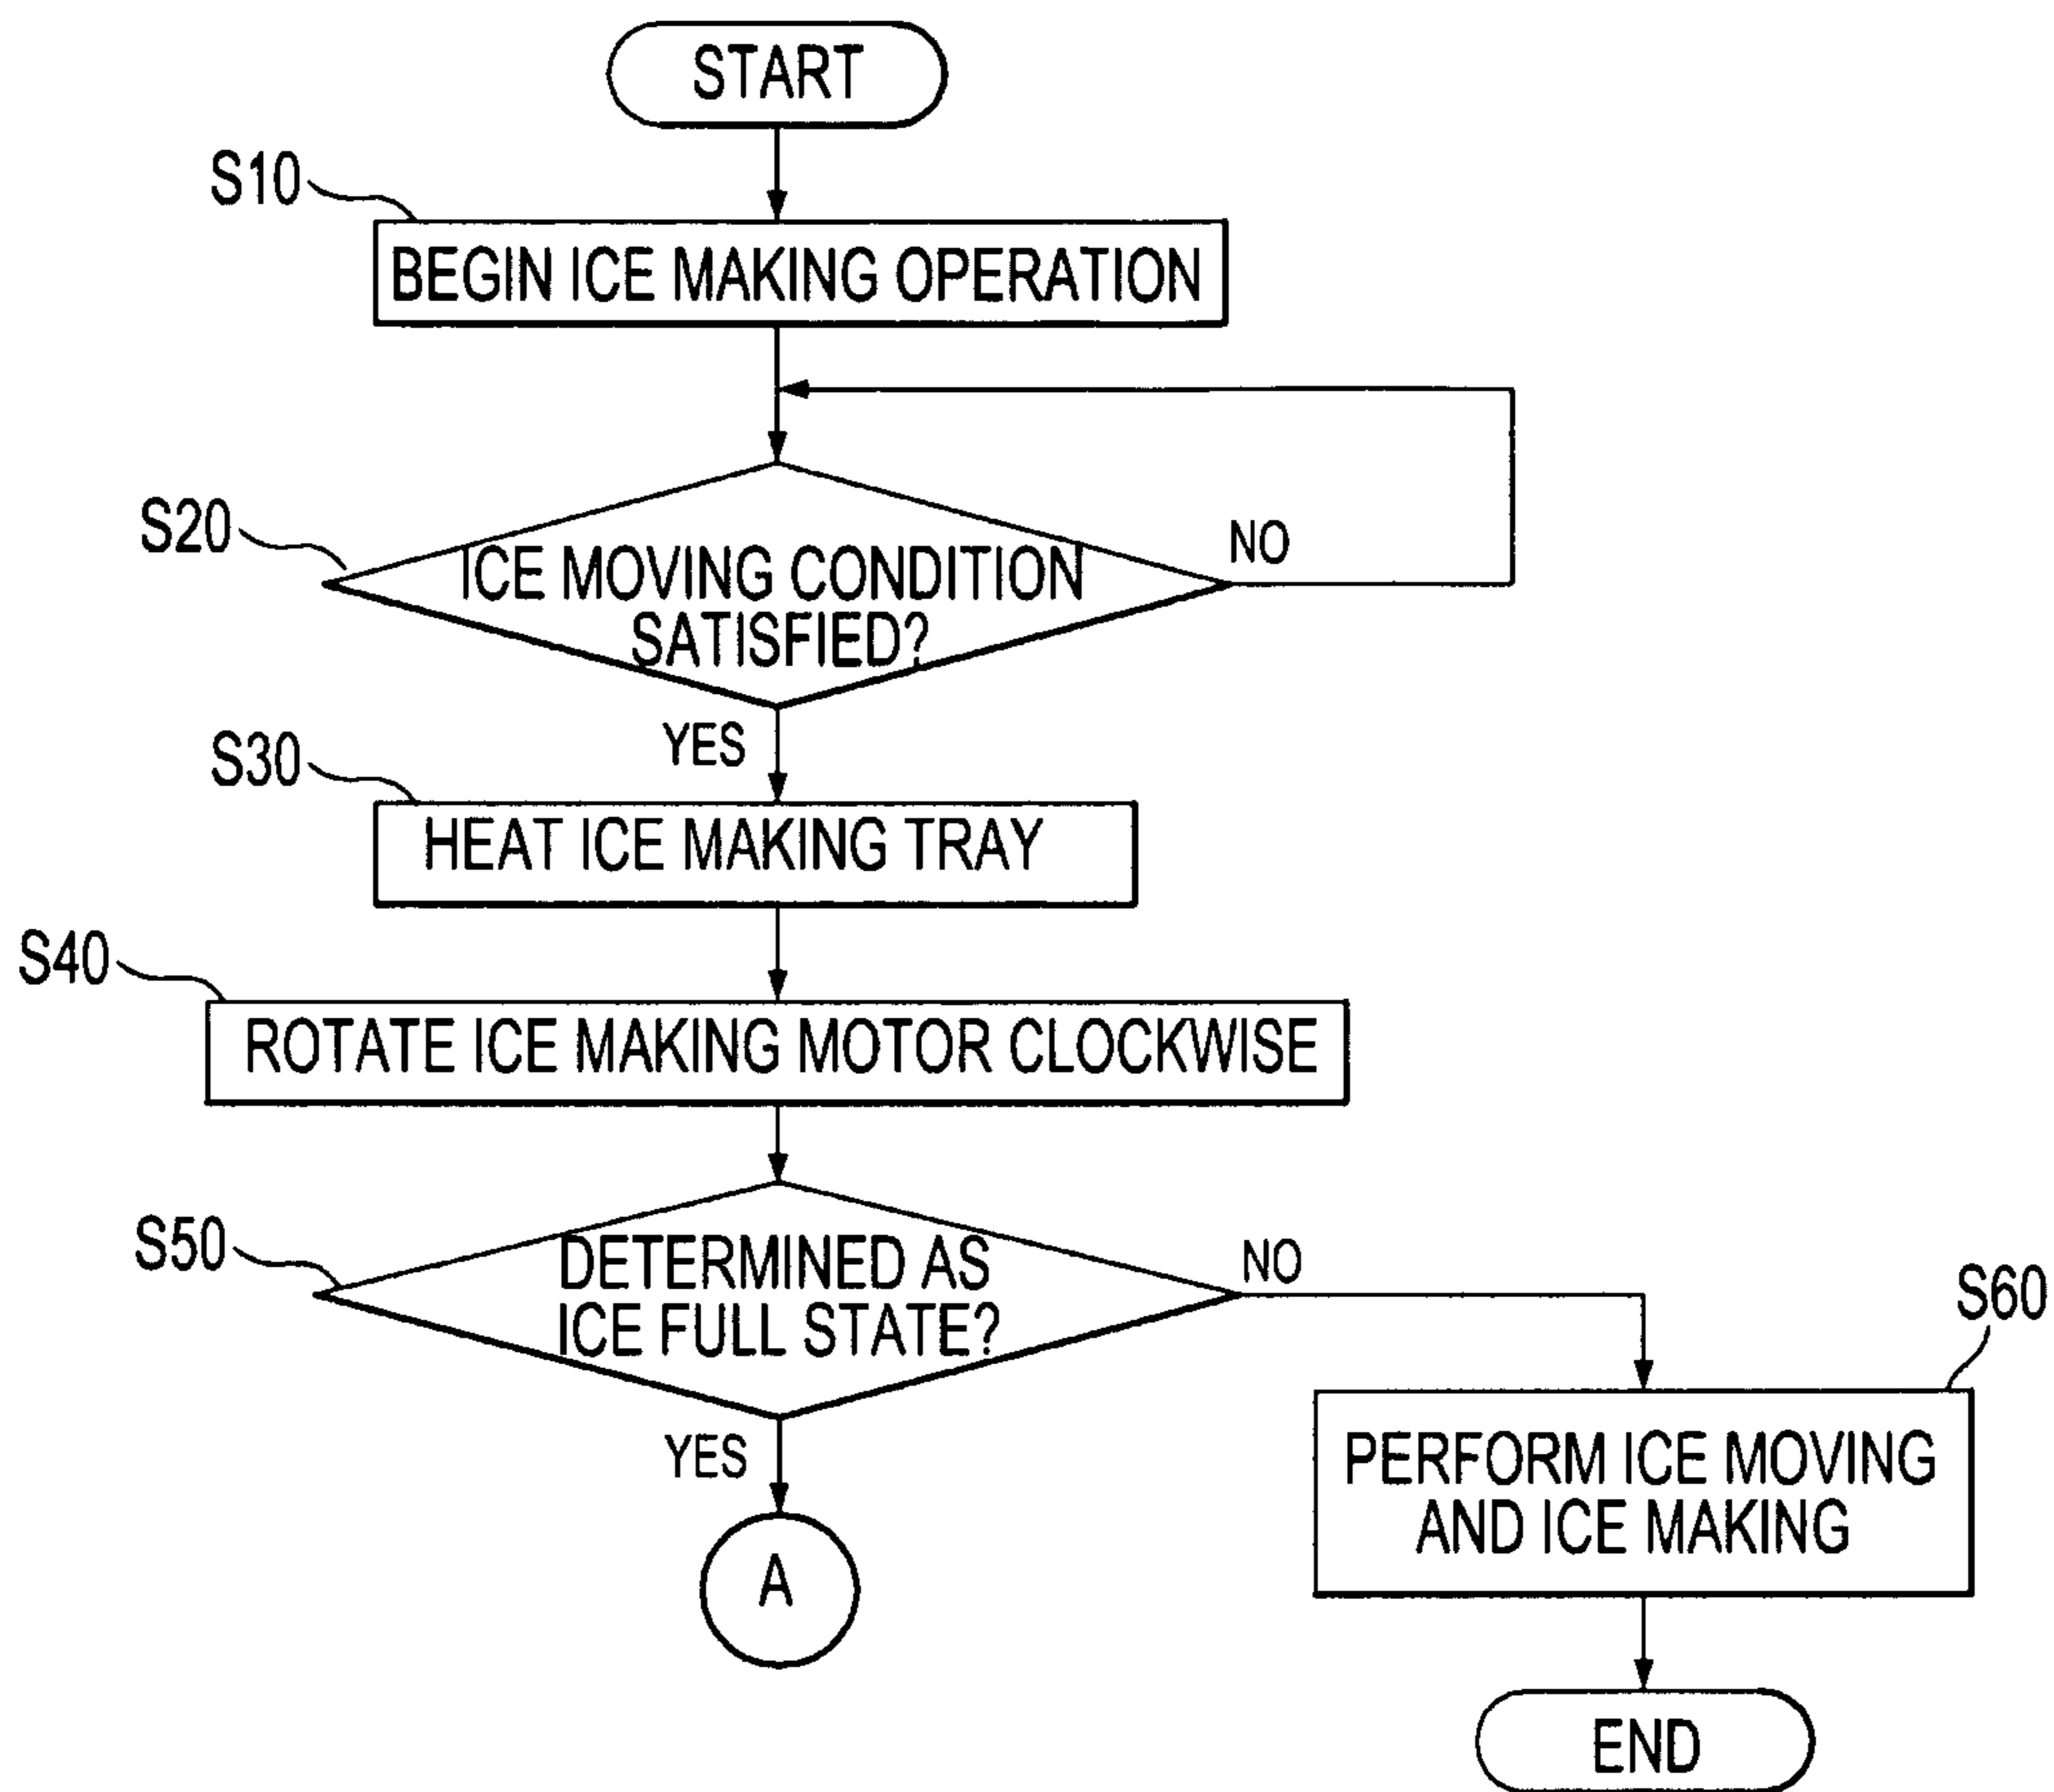 START
S10
BEGIN ICE MAKING OPERATION
S20
ICE MOVING CONDITION
SATISFIED?
NO
YES
S30
HEAT ICE MAKING TRAY
S40
ROTATE ICE MAKING MOTOR CLOCKWISE
S50
DETERMINED AS
ICE FULL STATE?
NO
YES
A
S60
PERFORM ICE MOVING
AND ICE MAKING
END